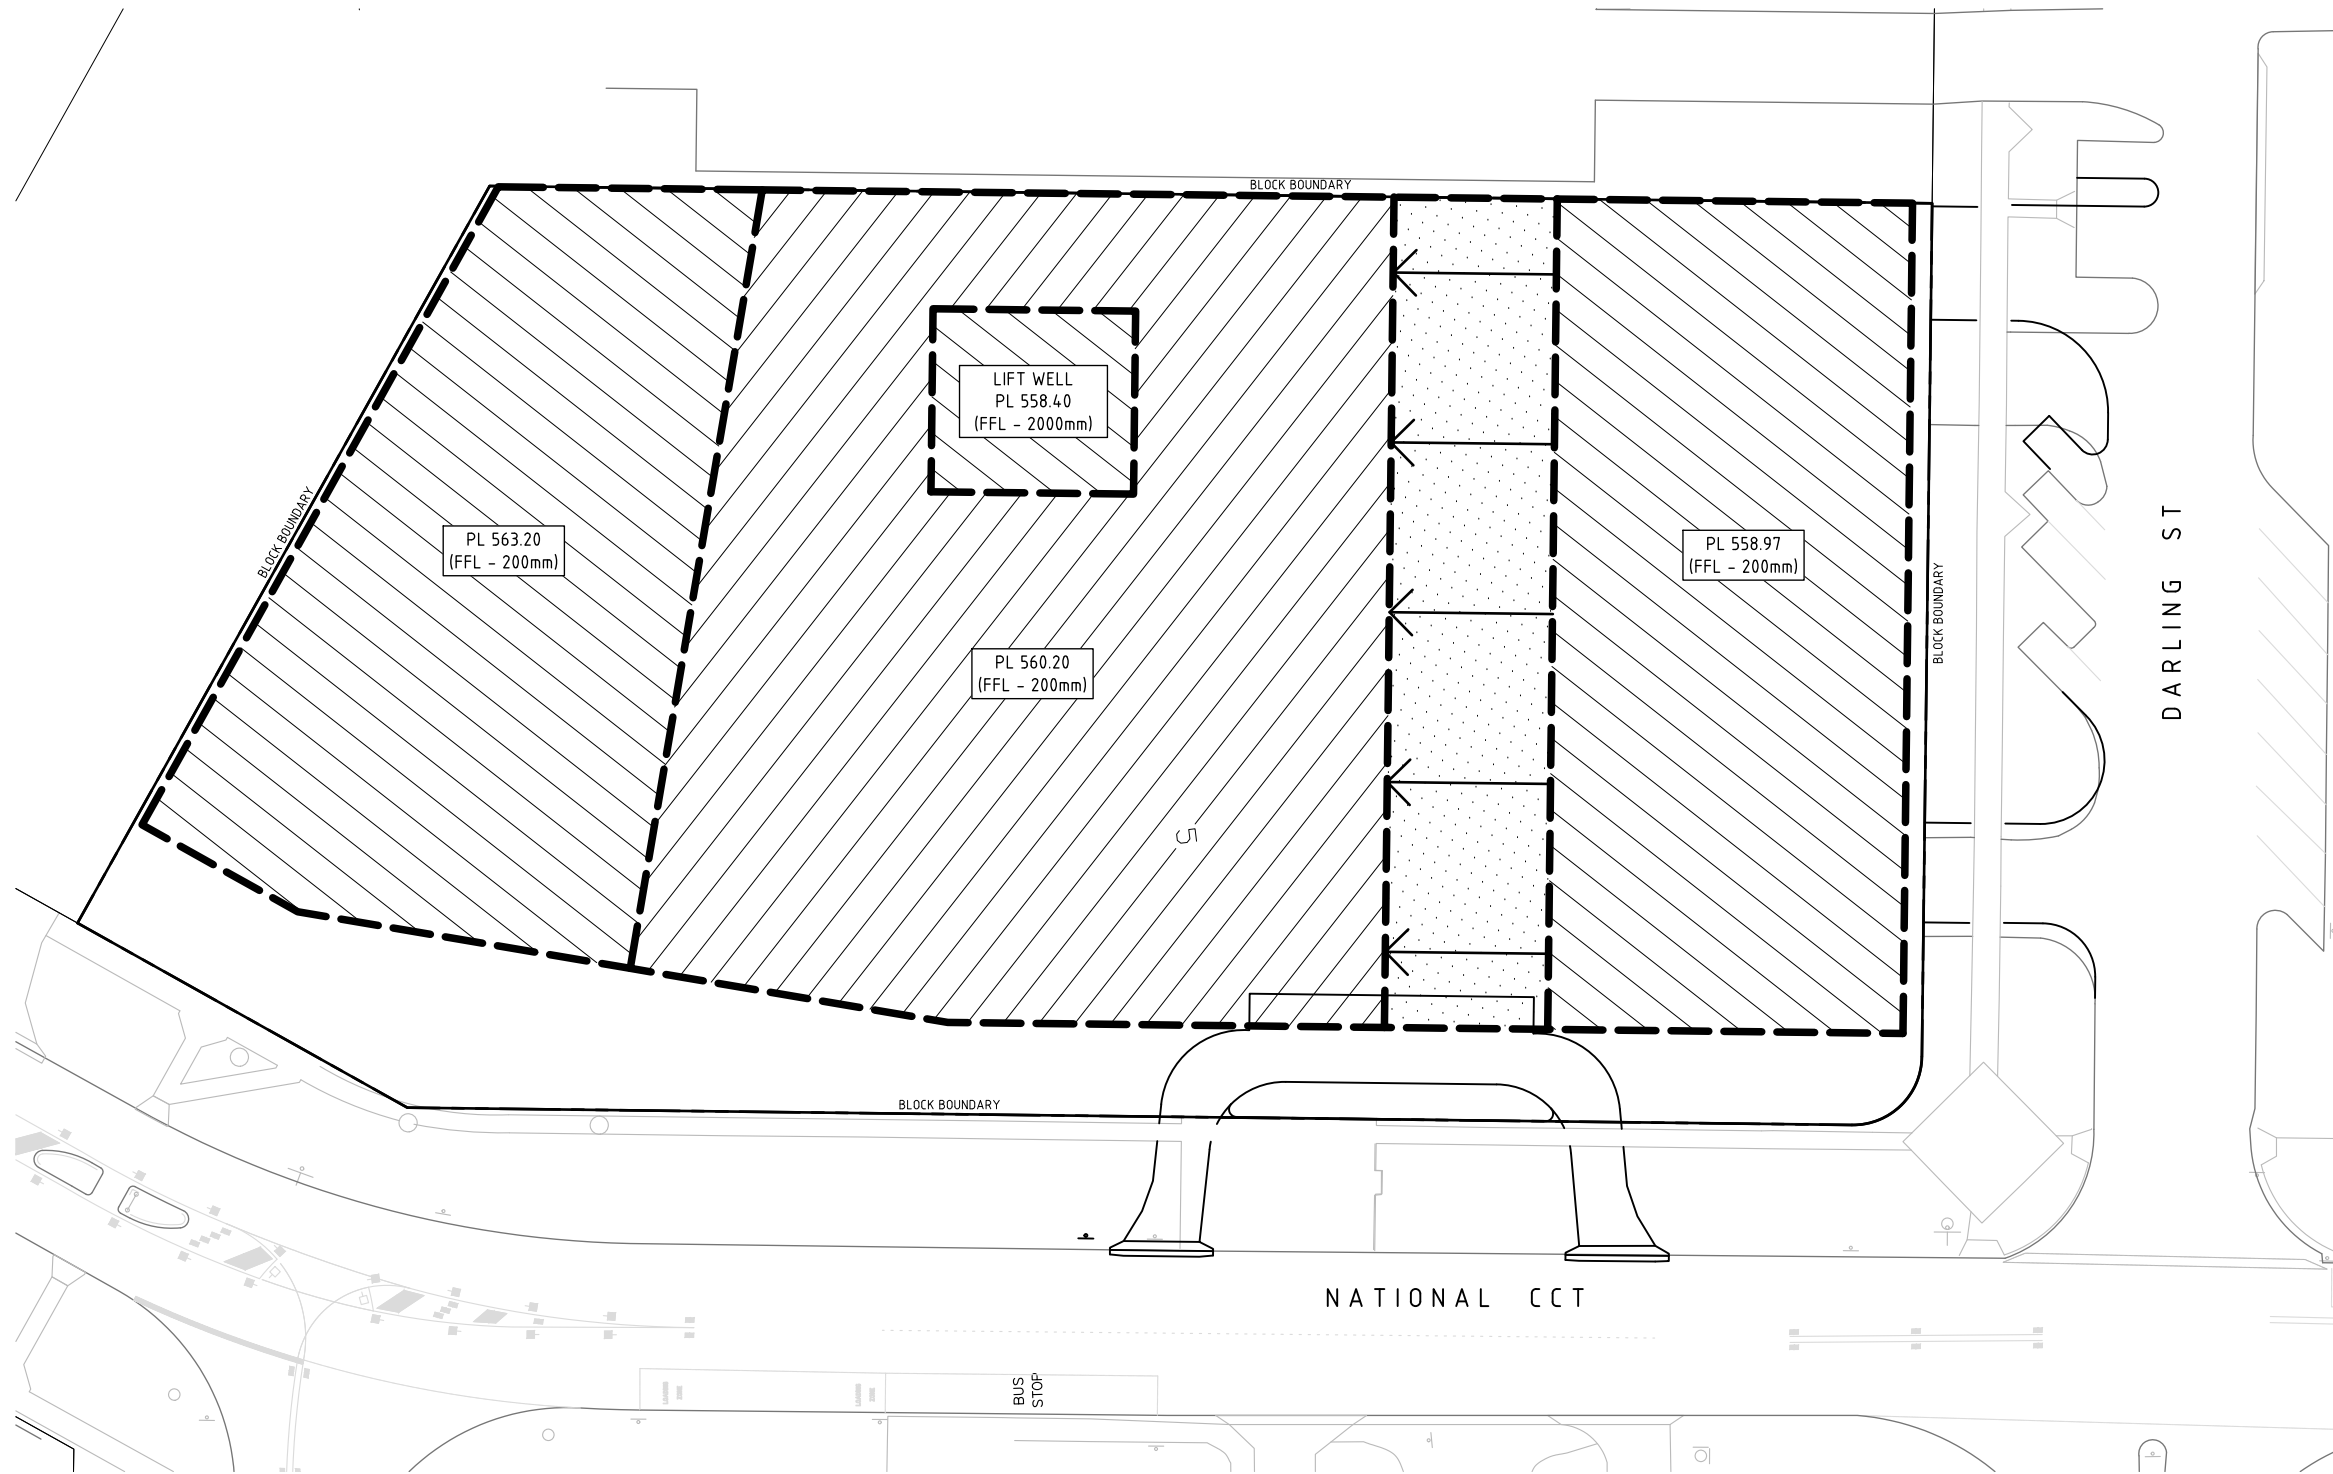 BLOCK BOUNDARY
LIFT WELL
PL 558.40
(FFL - 2000mm)
BLOCK BOUNDARY
PL 563.20
(FFL - 200mm)
PL 558.97
(FFL - 200mm)
BLOCK BOUNDARY
DARLING ST
PL 560.20
(FFL - 200mm)
5
BLOCK BOUNDARY
NATIONAL CCT
BUS
STOP